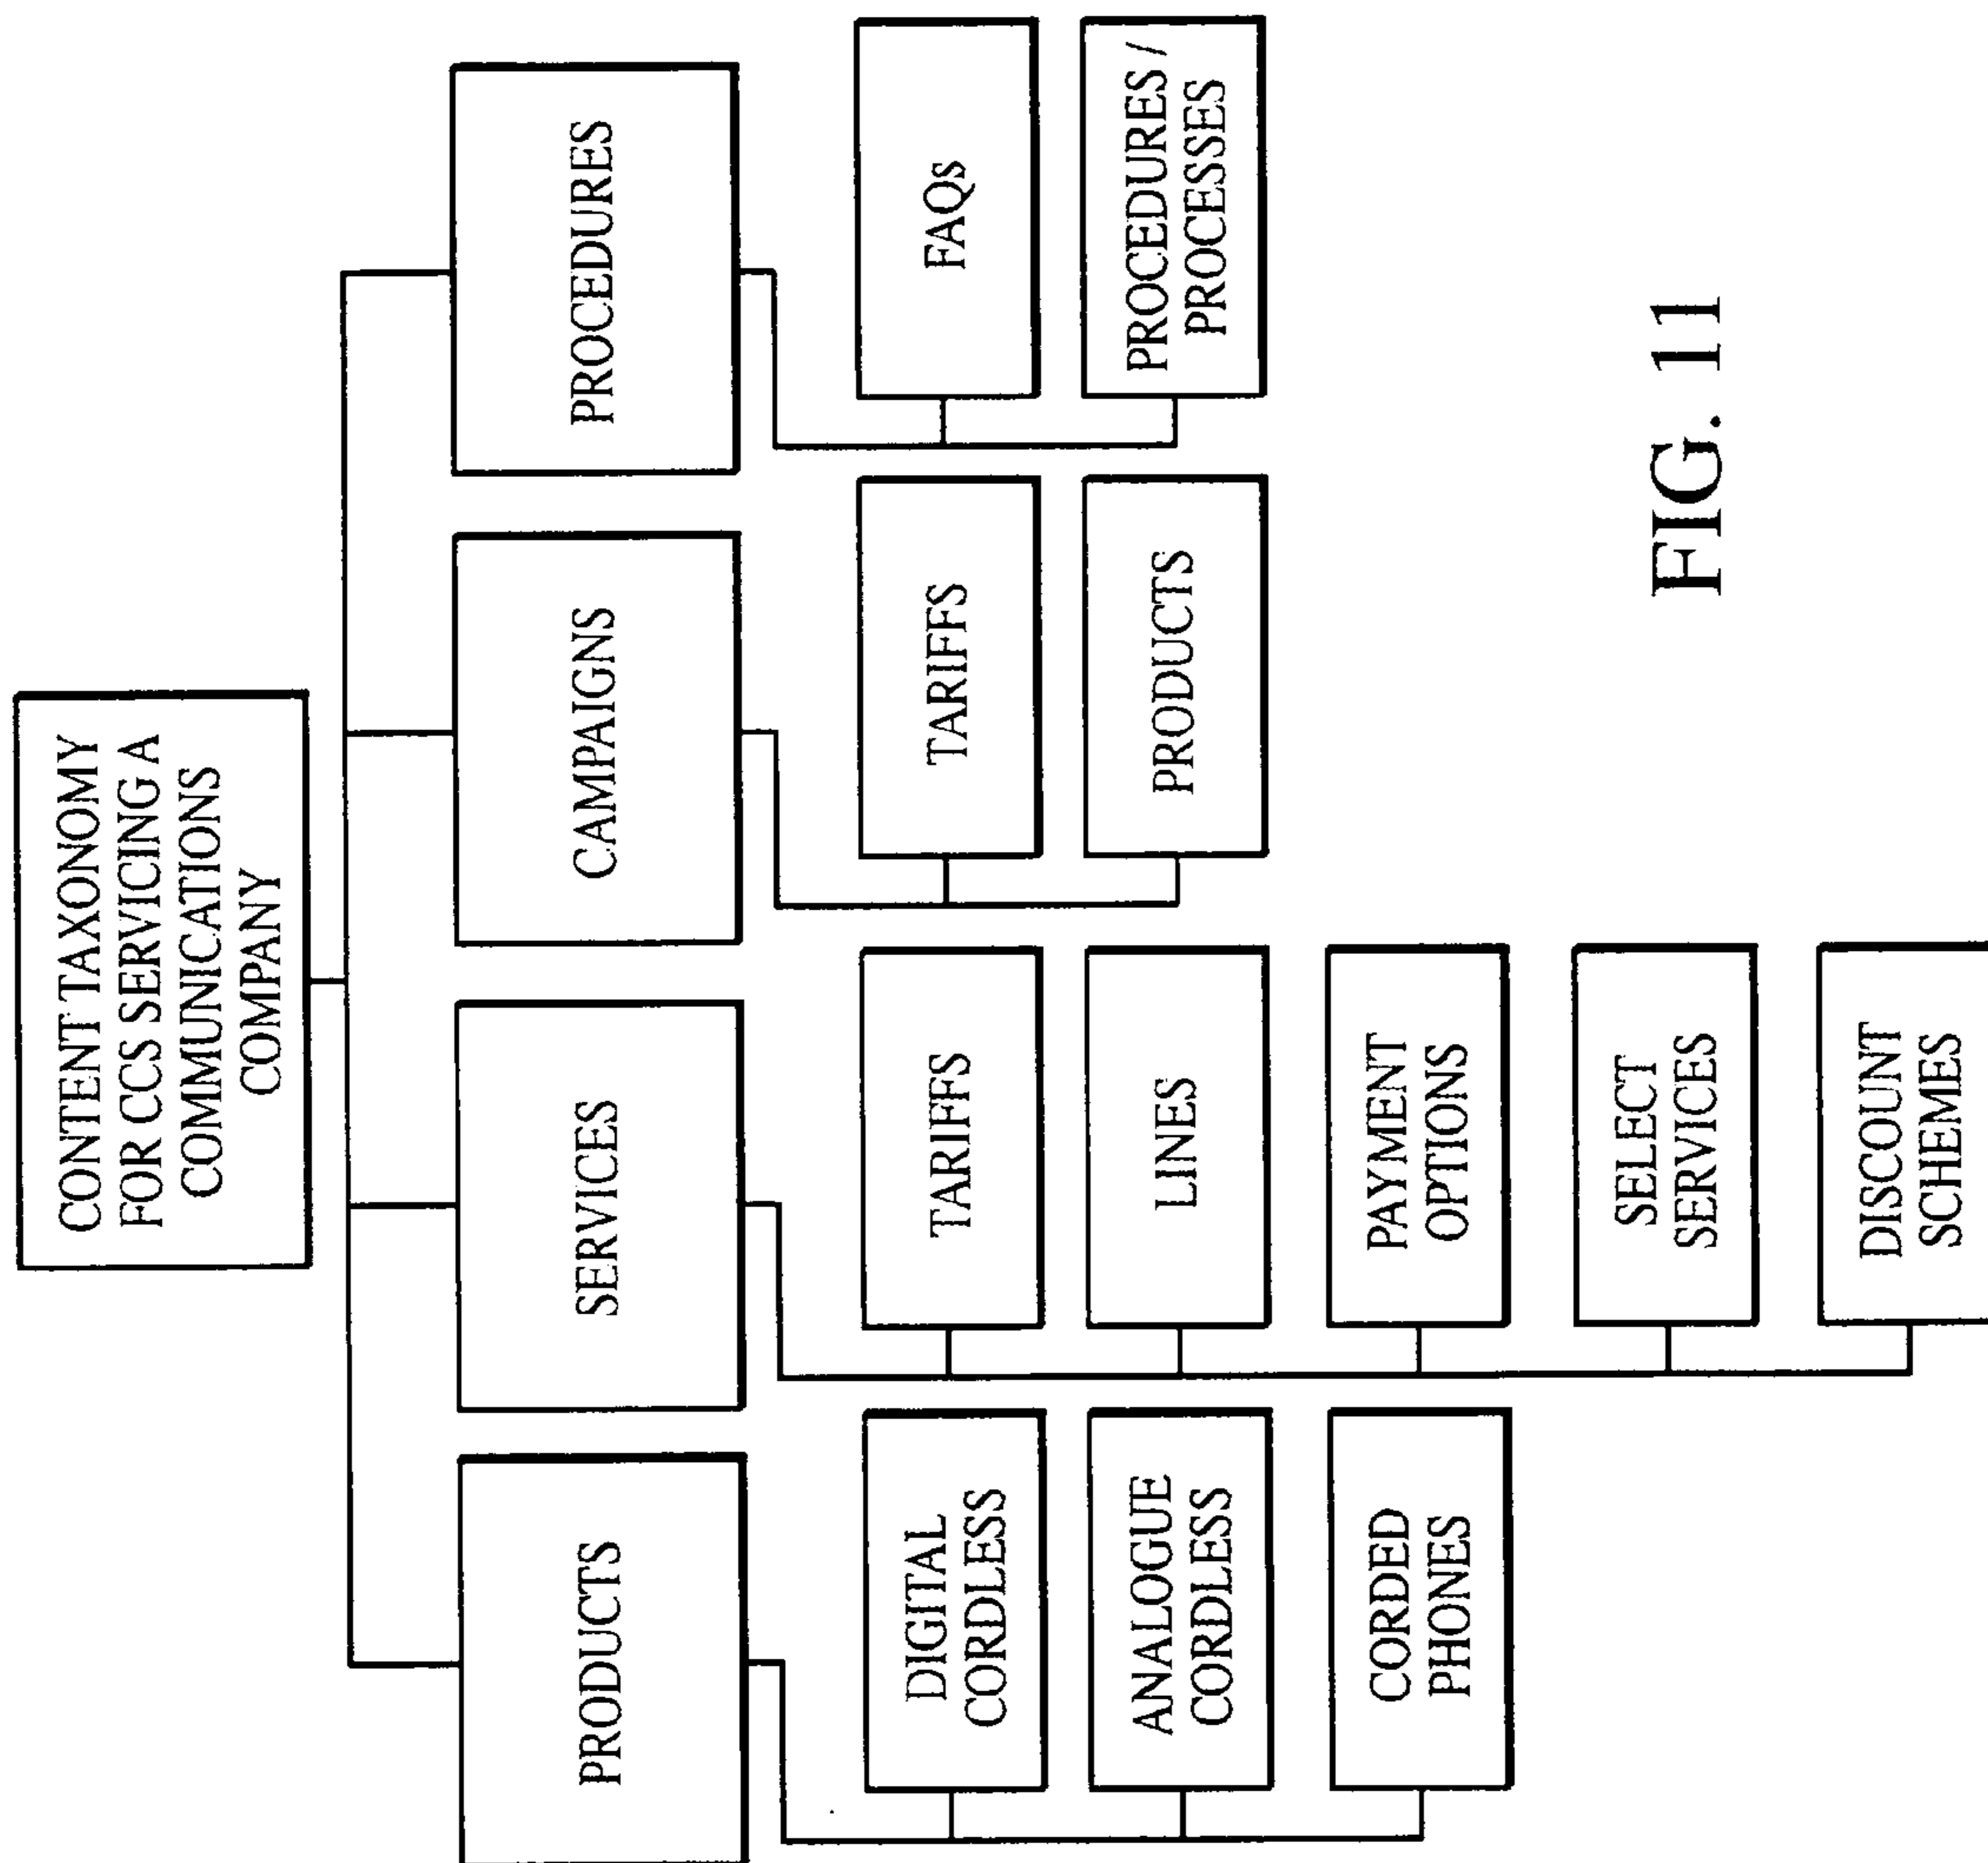 CONTENT TAXONOMY
FOR CCS SERVICING A
COMMUNICATIONS
COMPANY
PRODUCTS
SERVICES
CAMPAIGNS
PROCEDURES
DIGITAL
CORDLESS
ANALOGUE
CORDLESS
CORDED
PHONES
TARIFFS
LINES
PAYMENT
OPTIONS
SELECT
SERVICES
DISCOUNT
SCHEMES
TARIFFS
PRODUCTS
FAQs
PROCEDURES /
PROCESSES
FIG. 11